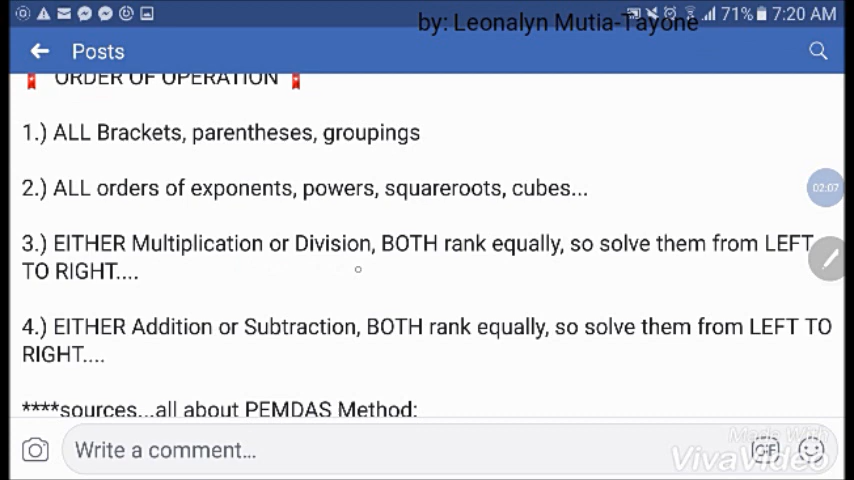 by: Leonalyn Mutia-Tayone
71% 7:20 AM
Posts
ORDER OF OPERATION
1.) ALL Brackets, parentheses, groupings
2.) ALL orders of exponents, powers, squareroots, cubes...
02:07
3.) EITHER Multiplication or Division, BOTH rank equally, so solve them from LEFT
TO RIGHT....
4.) EITHER Addition or Subtraction, BOTH rank equally, so solve them from LEFT TO
RIGHT....
****sources...all about PEMDAS Method:
Write a comment...
GIF
Made With
VivaVideo